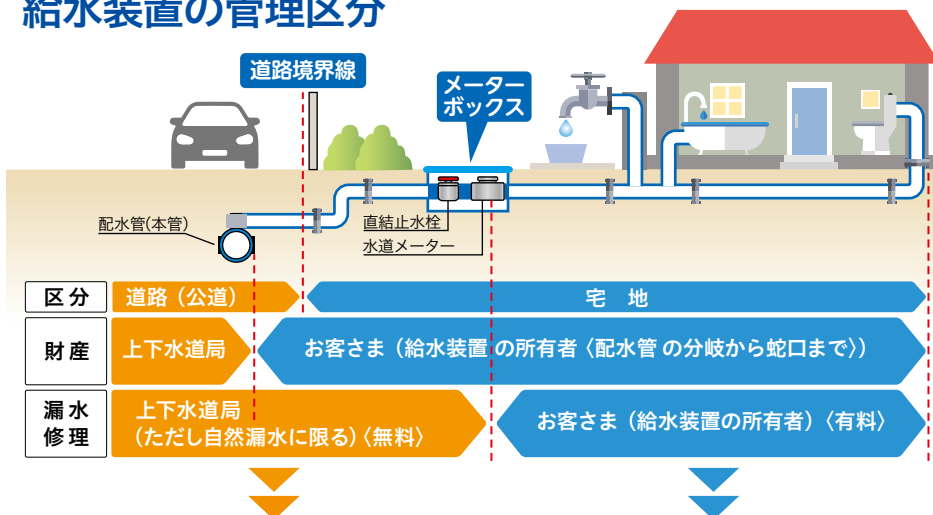 給水装置の管理区分
道路境界線
メーター
ボックス
配水管(本管)
直結止水栓
水道メーター
区分
道路（公道）
宅　地
財産
上下水道局
お客さま（給水装置 の所有者〈配水管 の分岐から蛇口まで〉）
漏水
修理
上下水道局
（ただし自然漏水に限る）〈無料〉
お客さま（給水装置の所有者）〈有料〉